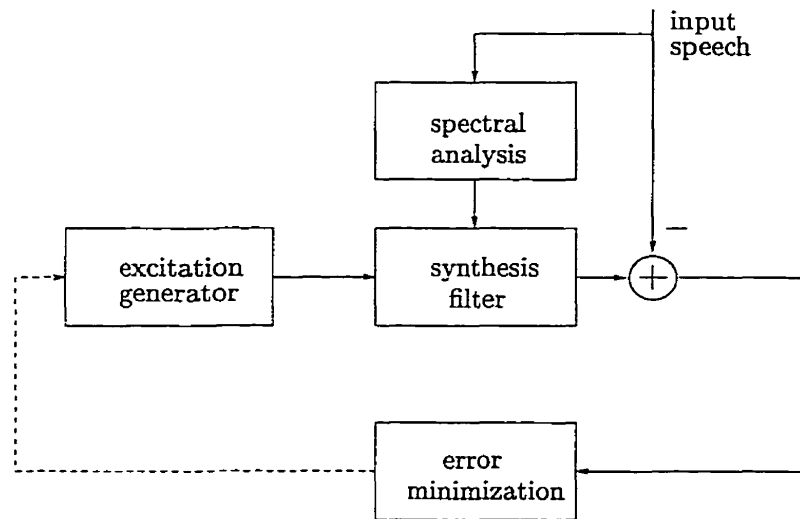 input
speech
spectral
analysis
−
excitation
generator
synthesis
filter
+
error
minimization